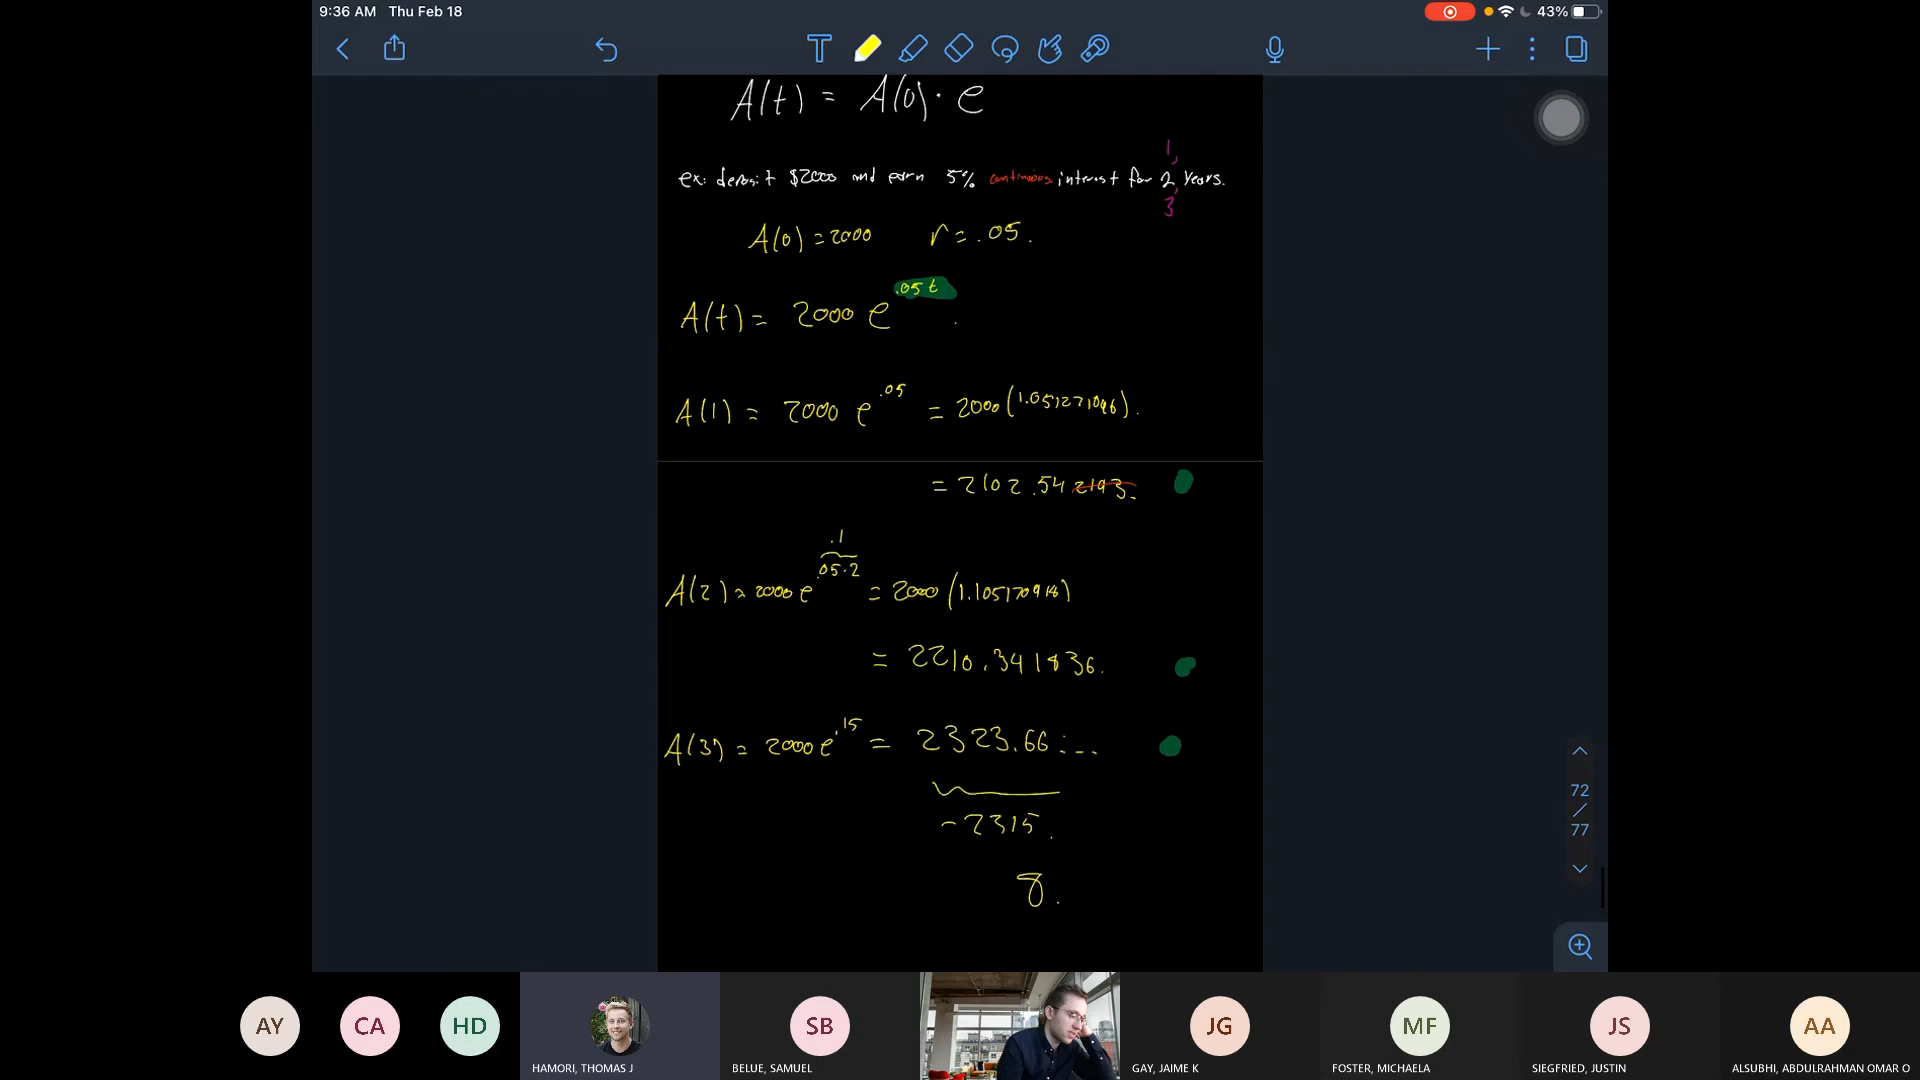 9:36 AM Thu Feb 18
43%
A(t) = A(0) · e
1,
ex: deposit $2000 and earn 5% continuous interest for 2, years.
3
A(0) = 2000 r = .05.
A(t) = 2000 e^.05t
A(1) = 2000 e^.05 = 2000(1.051271096).
= 2102.542193.
.1
A(2) = 2000 e^.05·2 = 2000(1.105170918)
= 2210.341836.
A(3) = 2000 e^.15 = 2323.66...
- 2315.
8.
72
/
77
AY
CA
HD
HAMORI, THOMAS J
SB
BELUE, SAMUEL
JG
GAY, JAIME K
MF
FOSTER, MICHAELA
JS
SIEGFRIED, JUSTIN
AA
ALSUBHI, ABDULRAHMAN OMAR O